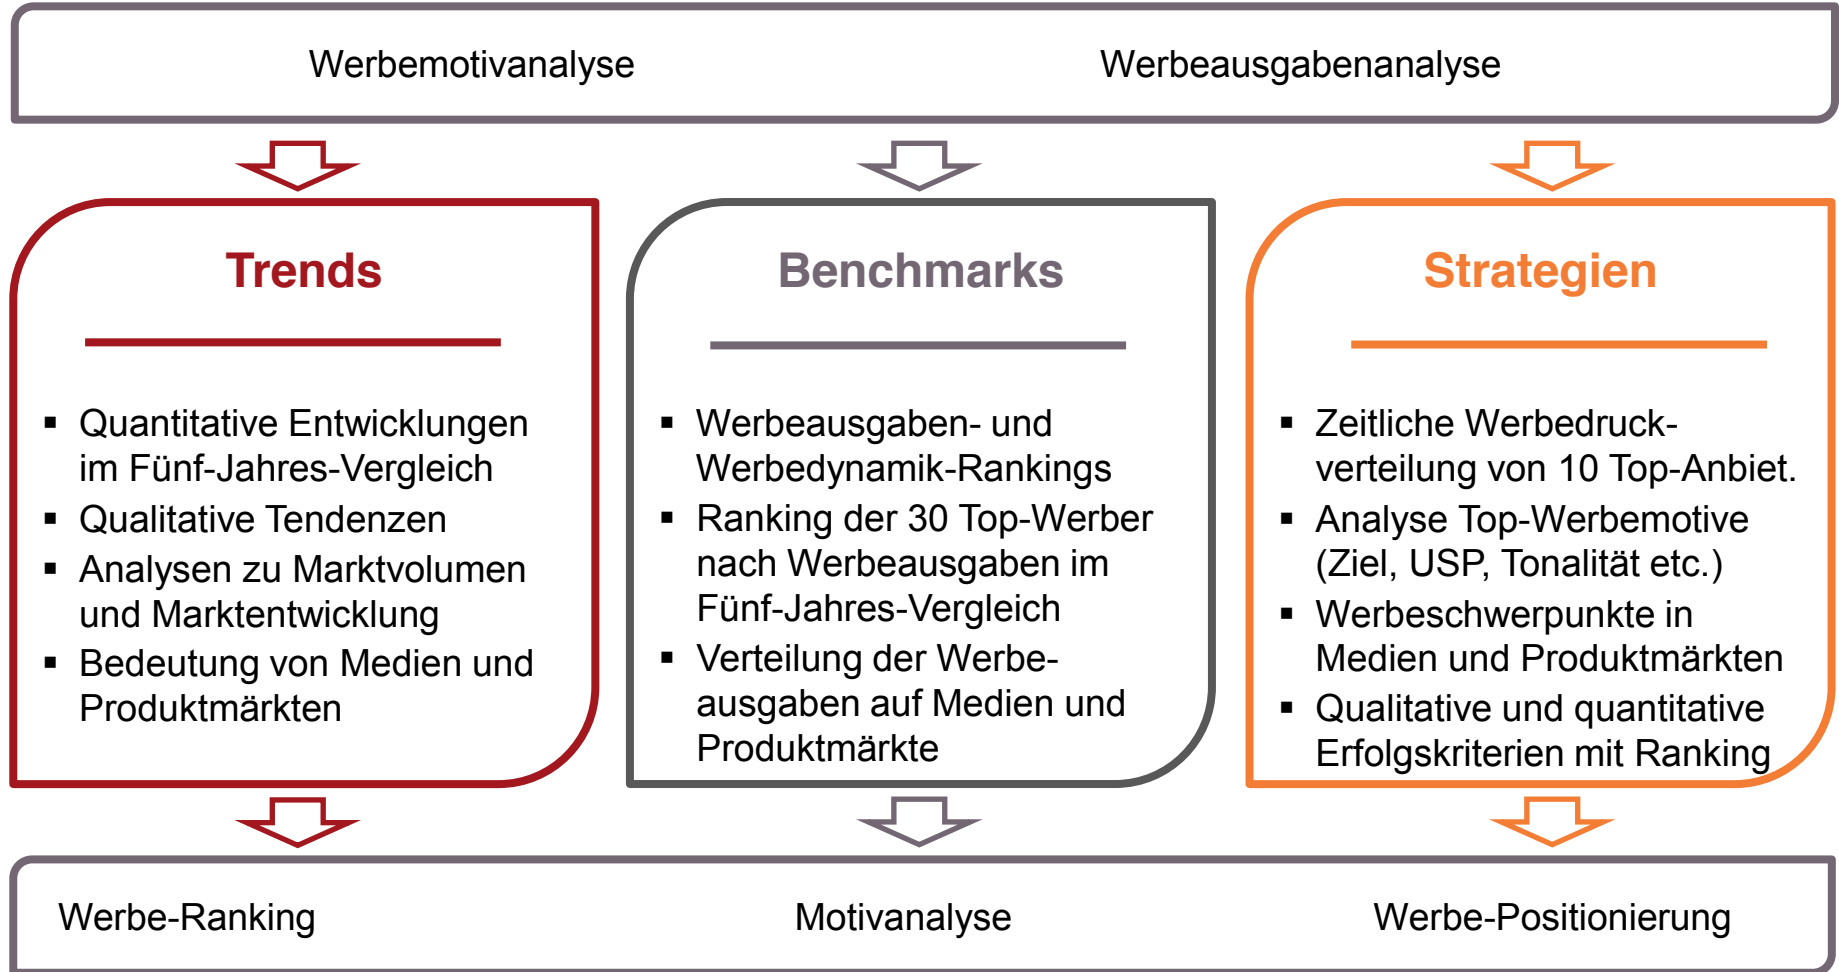 Werbemotivanalyse
Werbeausgabenanalyse
Trends
▪ Quantitative Entwicklungen
im Fünf-Jahres-Vergleich
▪ Qualitative Tendenzen
▪ Analysen zu Marktvolumen
und Marktentwicklung
▪ Bedeutung von Medien und
Produktmärkten
Benchmarks
▪ Werbeausgaben- und
Werbedynamik-Rankings
▪ Ranking der 30 Top-Werber
nach Werbeausgaben im
Fünf-Jahres-Vergleich
▪ Verteilung der Werbe-
ausgaben auf Medien und
Produktmärkte
Strategien
▪ Zeitliche Werbedruck-
verteilung von 10 Top-Anbiet.
▪ Analyse Top-Werbemotive
(Ziel, USP, Tonalität etc.)
▪ Werbeschwerpunkte in
Medien und Produktmärkten
▪ Qualitative und quantitative
Erfolgskriterien mit Ranking
Werbe-Ranking
Motivanalyse
Werbe-Positionierung